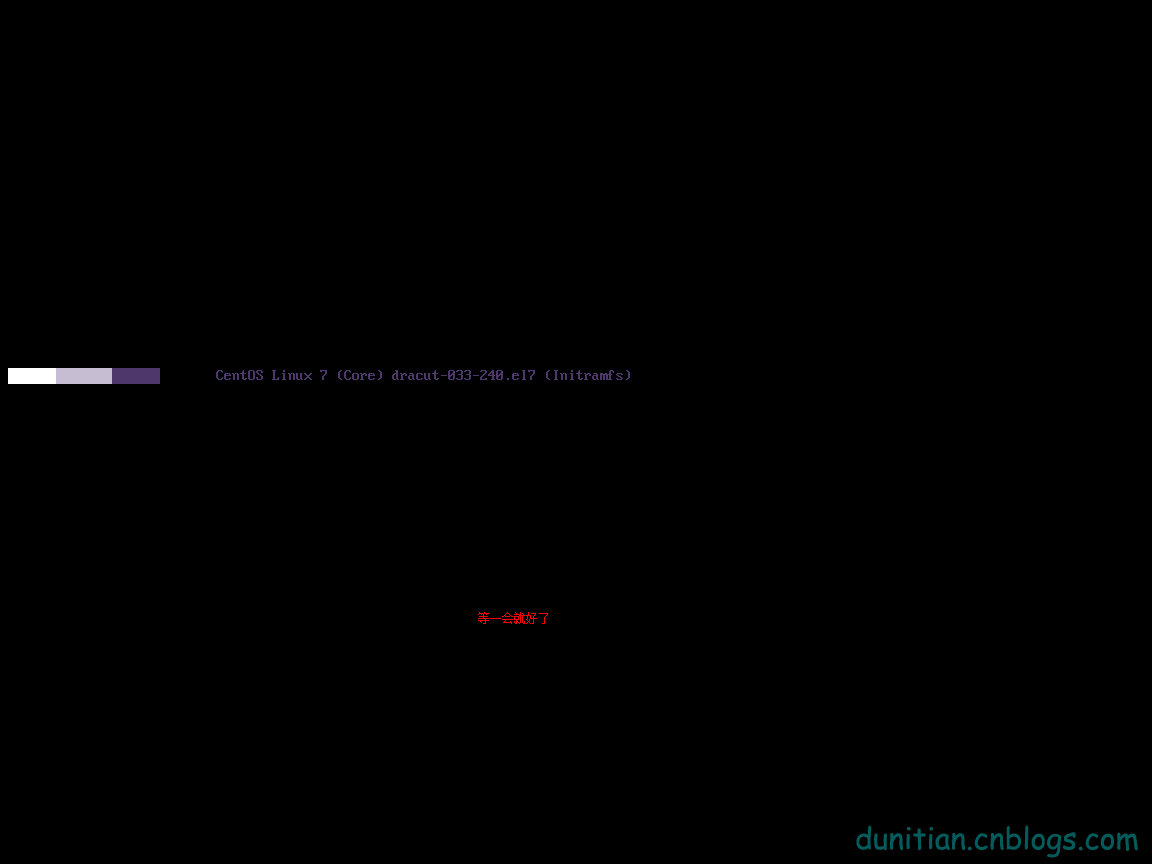 CentOS Linux 7 (Core) dracut-033-240.el7 (Initramfs)
等一会就好了
dunitian.cnblogs.com